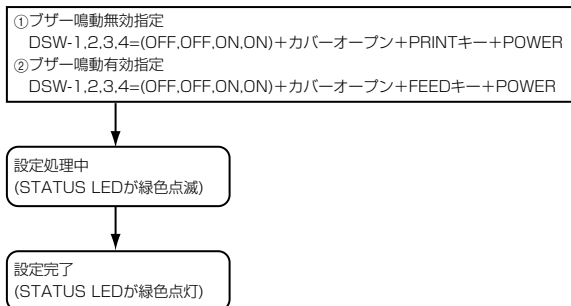 ①ブザー鳴動無効指定
DSW-1,2,3,4=(OFF,OFF,ON,ON)+カバーオープン+PRINTキー+POWER
②ブザー鳴動有効指定
DSW-1,2,3,4=(OFF,OFF,ON,ON)+カバーオープン+FEEDキー+POWER
設定処理中
(STATUS LEDが緑色点滅)
設定完了
(STATUS LEDが緑色点灯)